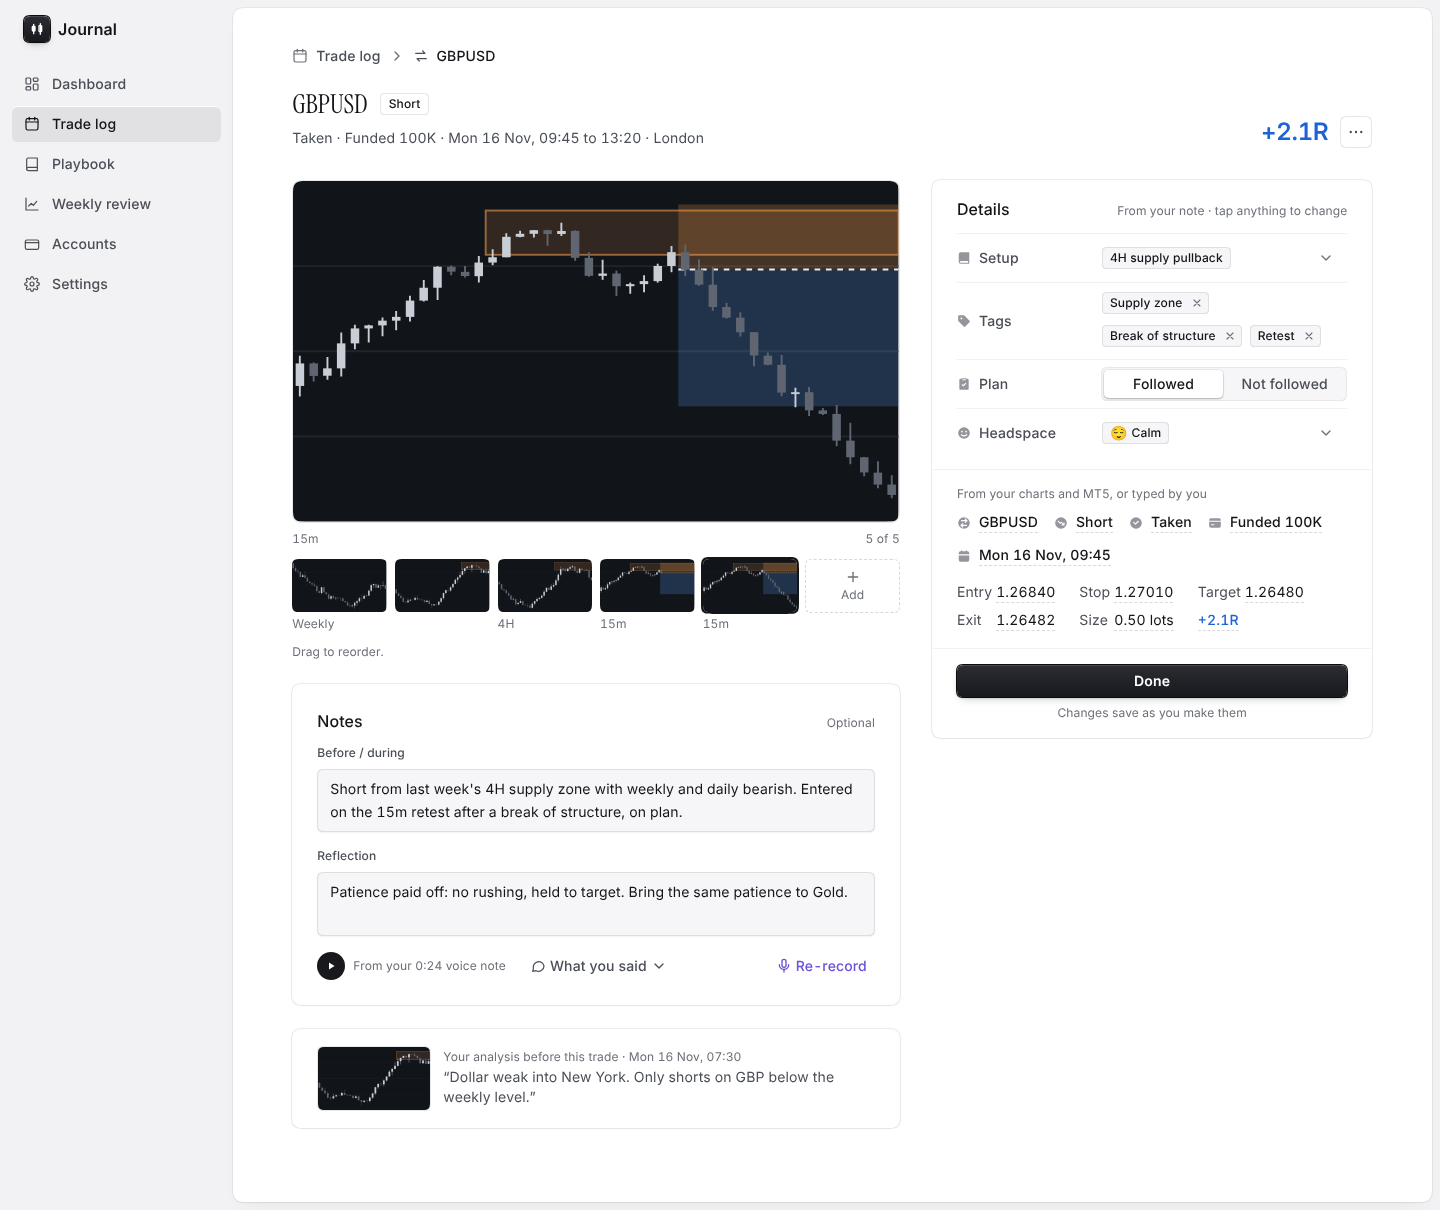 Journal
Dashboard
Trade log
Playbook
Weekly review
Accounts
Settings
Trade log
GBPUSD
GBPUSD
Short
Taken · Funded 100K · Mon 16 Nov, 09:45 to 13:20 · London
+2.1R
15m
5 of 5
Weekly
4H
15m
15m
Add
Drag to reorder.
Notes
Optional
Before / during
Short from last week's 4H supply zone with weekly and daily bearish. Entered
on the 15m retest after a break of structure, on plan.
Reflection
Patience paid off: no rushing, held to target. Bring the same patience to Gold.
From your 0:24 voice note
What you said
Re-record
Your analysis before this trade · Mon 16 Nov, 07:30
“Dollar weak into New York. Only shorts on GBP below the
weekly level.”
Details
From your note · tap anything to change
Setup
4H supply pullback
Tags
Supply zone
Break of structure
Retest
Plan
Followed
Not followed
Headspace
😌 Calm
From your charts and MT5, or typed by you
GBPUSD
Short
Taken
Funded 100K
Mon 16 Nov, 09:45
Entry 1.26840
Stop 1.27010
Target 1.26480
Exit 1.26482
Size 0.50 lots
+2.1R
Done
Changes save as you make them